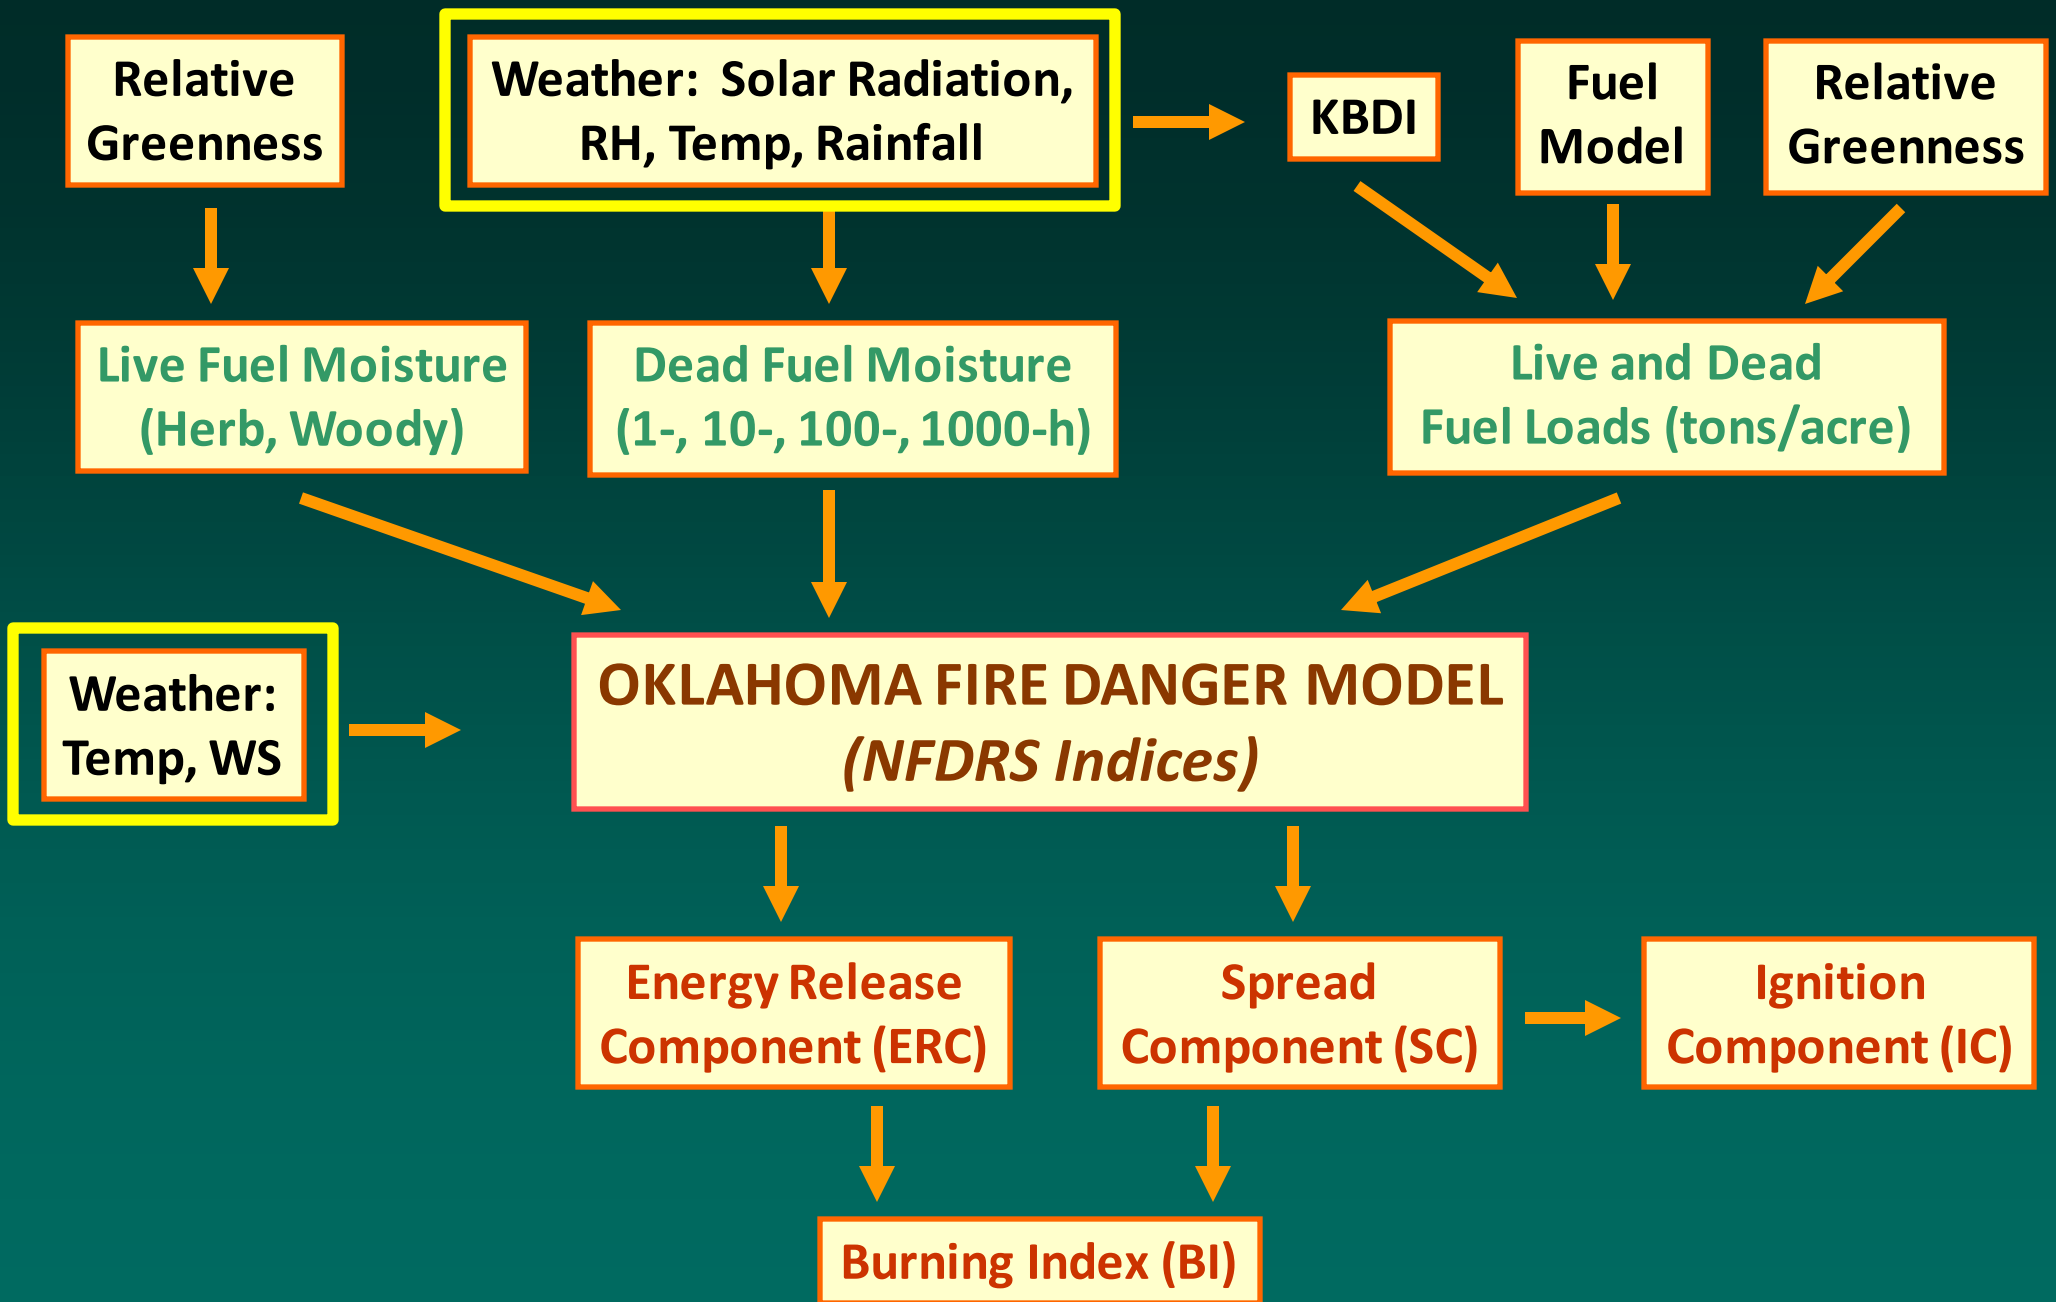 Relative
Greenness
Weather:  Solar Radiation,
RH, Temp, Rainfall
KBDI
Fuel
Model
Relative
Greenness
Live Fuel Moisture
(Herb, Woody)
Dead Fuel Moisture
(1-, 10-, 100-, 1000-h)
Live and Dead
Fuel Loads (tons/acre)
Weather:
Temp, WS
OKLAHOMA FIRE DANGER MODEL
(NFDRS Indices)
Energy Release
Component (ERC)
Spread
Component (SC)
Ignition
Component (IC)
Burning Index (BI)